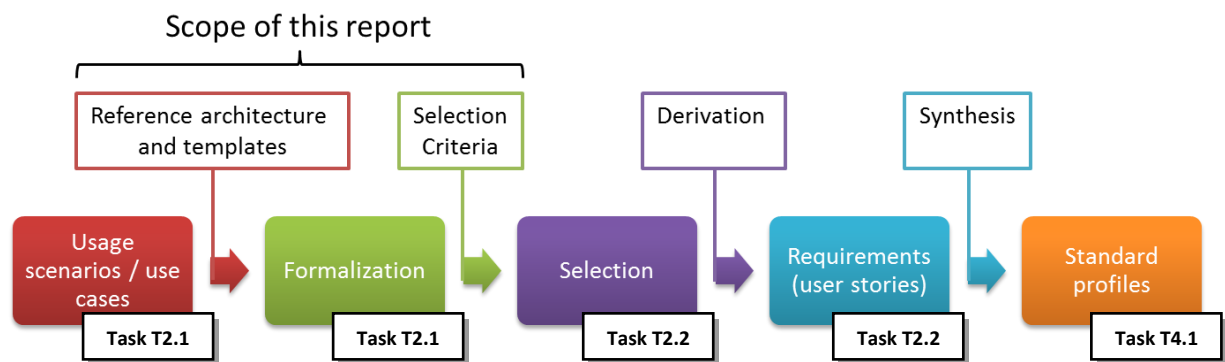 Scope of this report
Reference architecture
and templates
Selection
Criteria
Derivation
Synthesis
Usage
scenarios / use
cases
Formalization
Selection
Requirements
(user stories)
Standard
profiles
Task T2.1
Task T2.1
Task T2.2
Task T2.2
Task T4.1